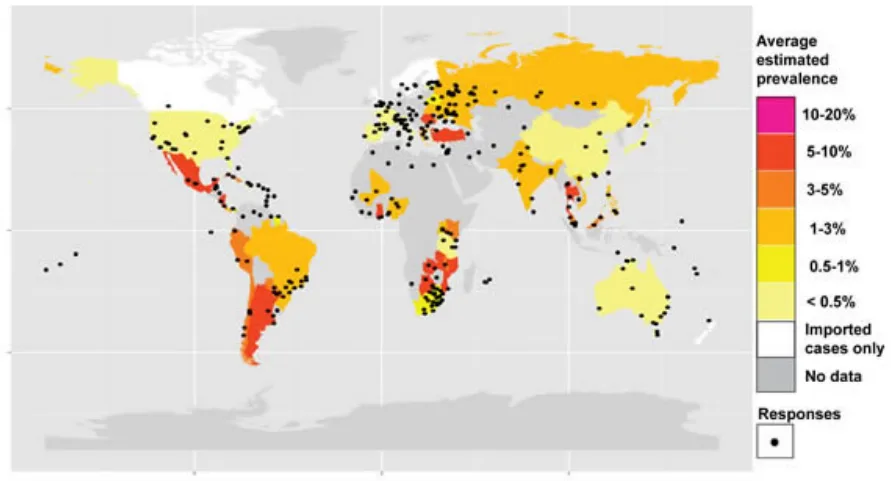 Average
estimated
prevalence
10-20%
5-10%
3-5%
1-3%
0.5-1%
< 0.5%
Imported
cases only
No data
Responses